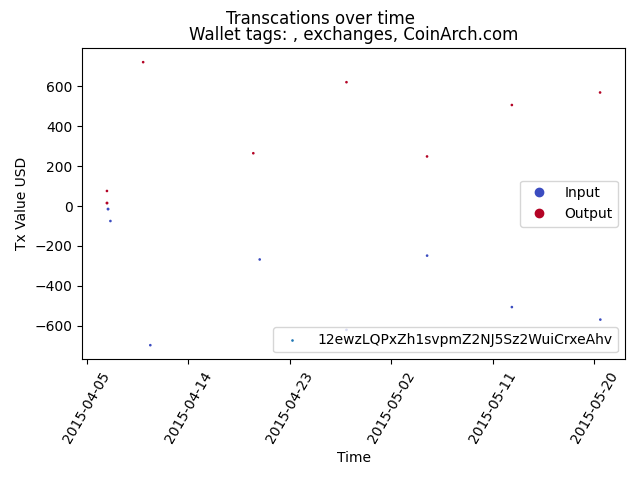 Transcations over time
Wallet tags: , exchanges, CoinArch.com
Tx Value USD
600
400
200
0
−200
−400
−600
Input
Output
12ewzLQPxZh1svpmZ2NJ5Sz2WuiCrxeAhv
2015-04-05
2015-04-14
2015-04-23
2015-05-02
2015-05-11
2015-05-20
Time